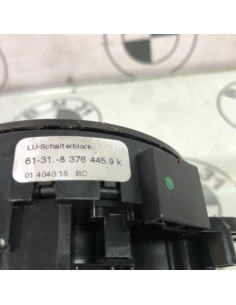 LU-Schalterblock
61-31.-8 376 445.9 k
01 4040 15 BC